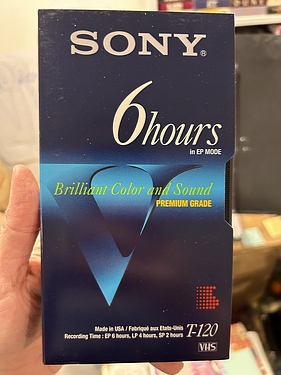 SONY®
6hours
in EP MODE
Brilliant Color and Sound
PREMIUM GRADE
Made in USA / Fabriqué aux Etats-Unis
Recording Time : EP 6 hours, LP 4 hours, SP 2 hours
T-120
VHS